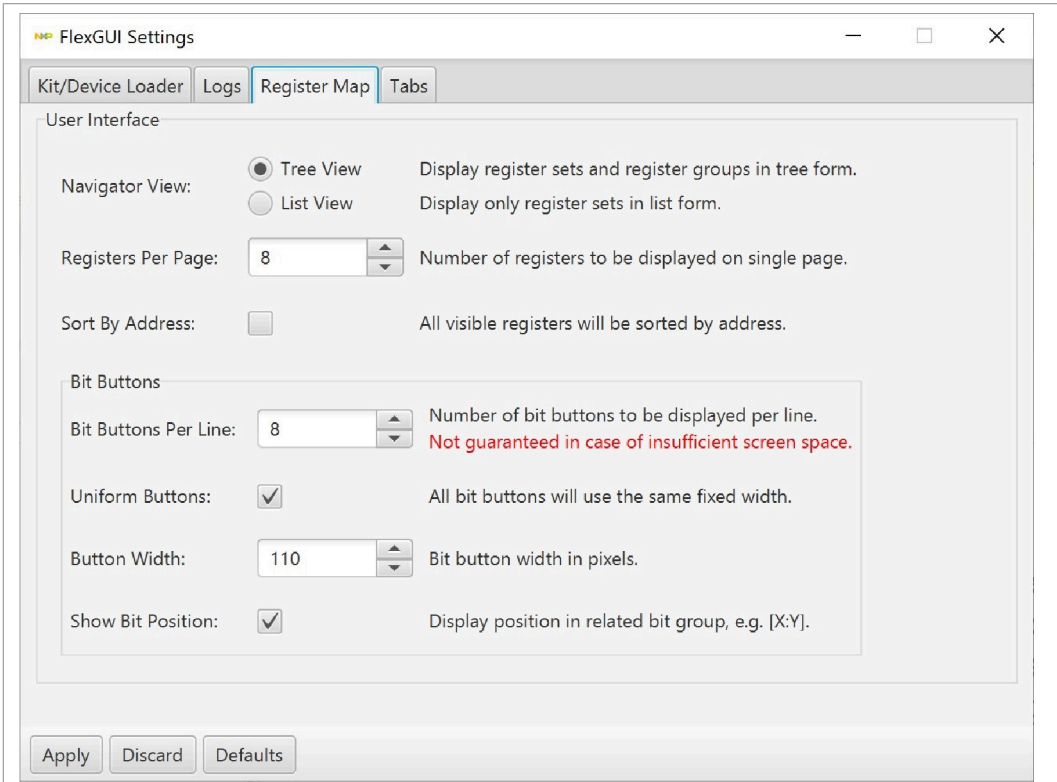 NXP FlexGUI Settings
Kit/Device Loader Logs Register Map Tabs
User Interface
Navigator View:
Tree View Display register sets and register groups in tree form.
List View Display only register sets in list form.
Registers Per Page: 8 Number of registers to be displayed on single page.
Sort By Address: All visible registers will be sorted by address.
Bit Buttons
Bit Buttons Per Line: 8 Number of bit buttons to be displayed per line.
Not guaranteed in case of insufficient screen space.
Uniform Buttons: All bit buttons will use the same fixed width.
Button Width: 110 Bit button width in pixels.
Show Bit Position: Display position in related bit group, e.g. [X:Y].
Apply Discard Defaults